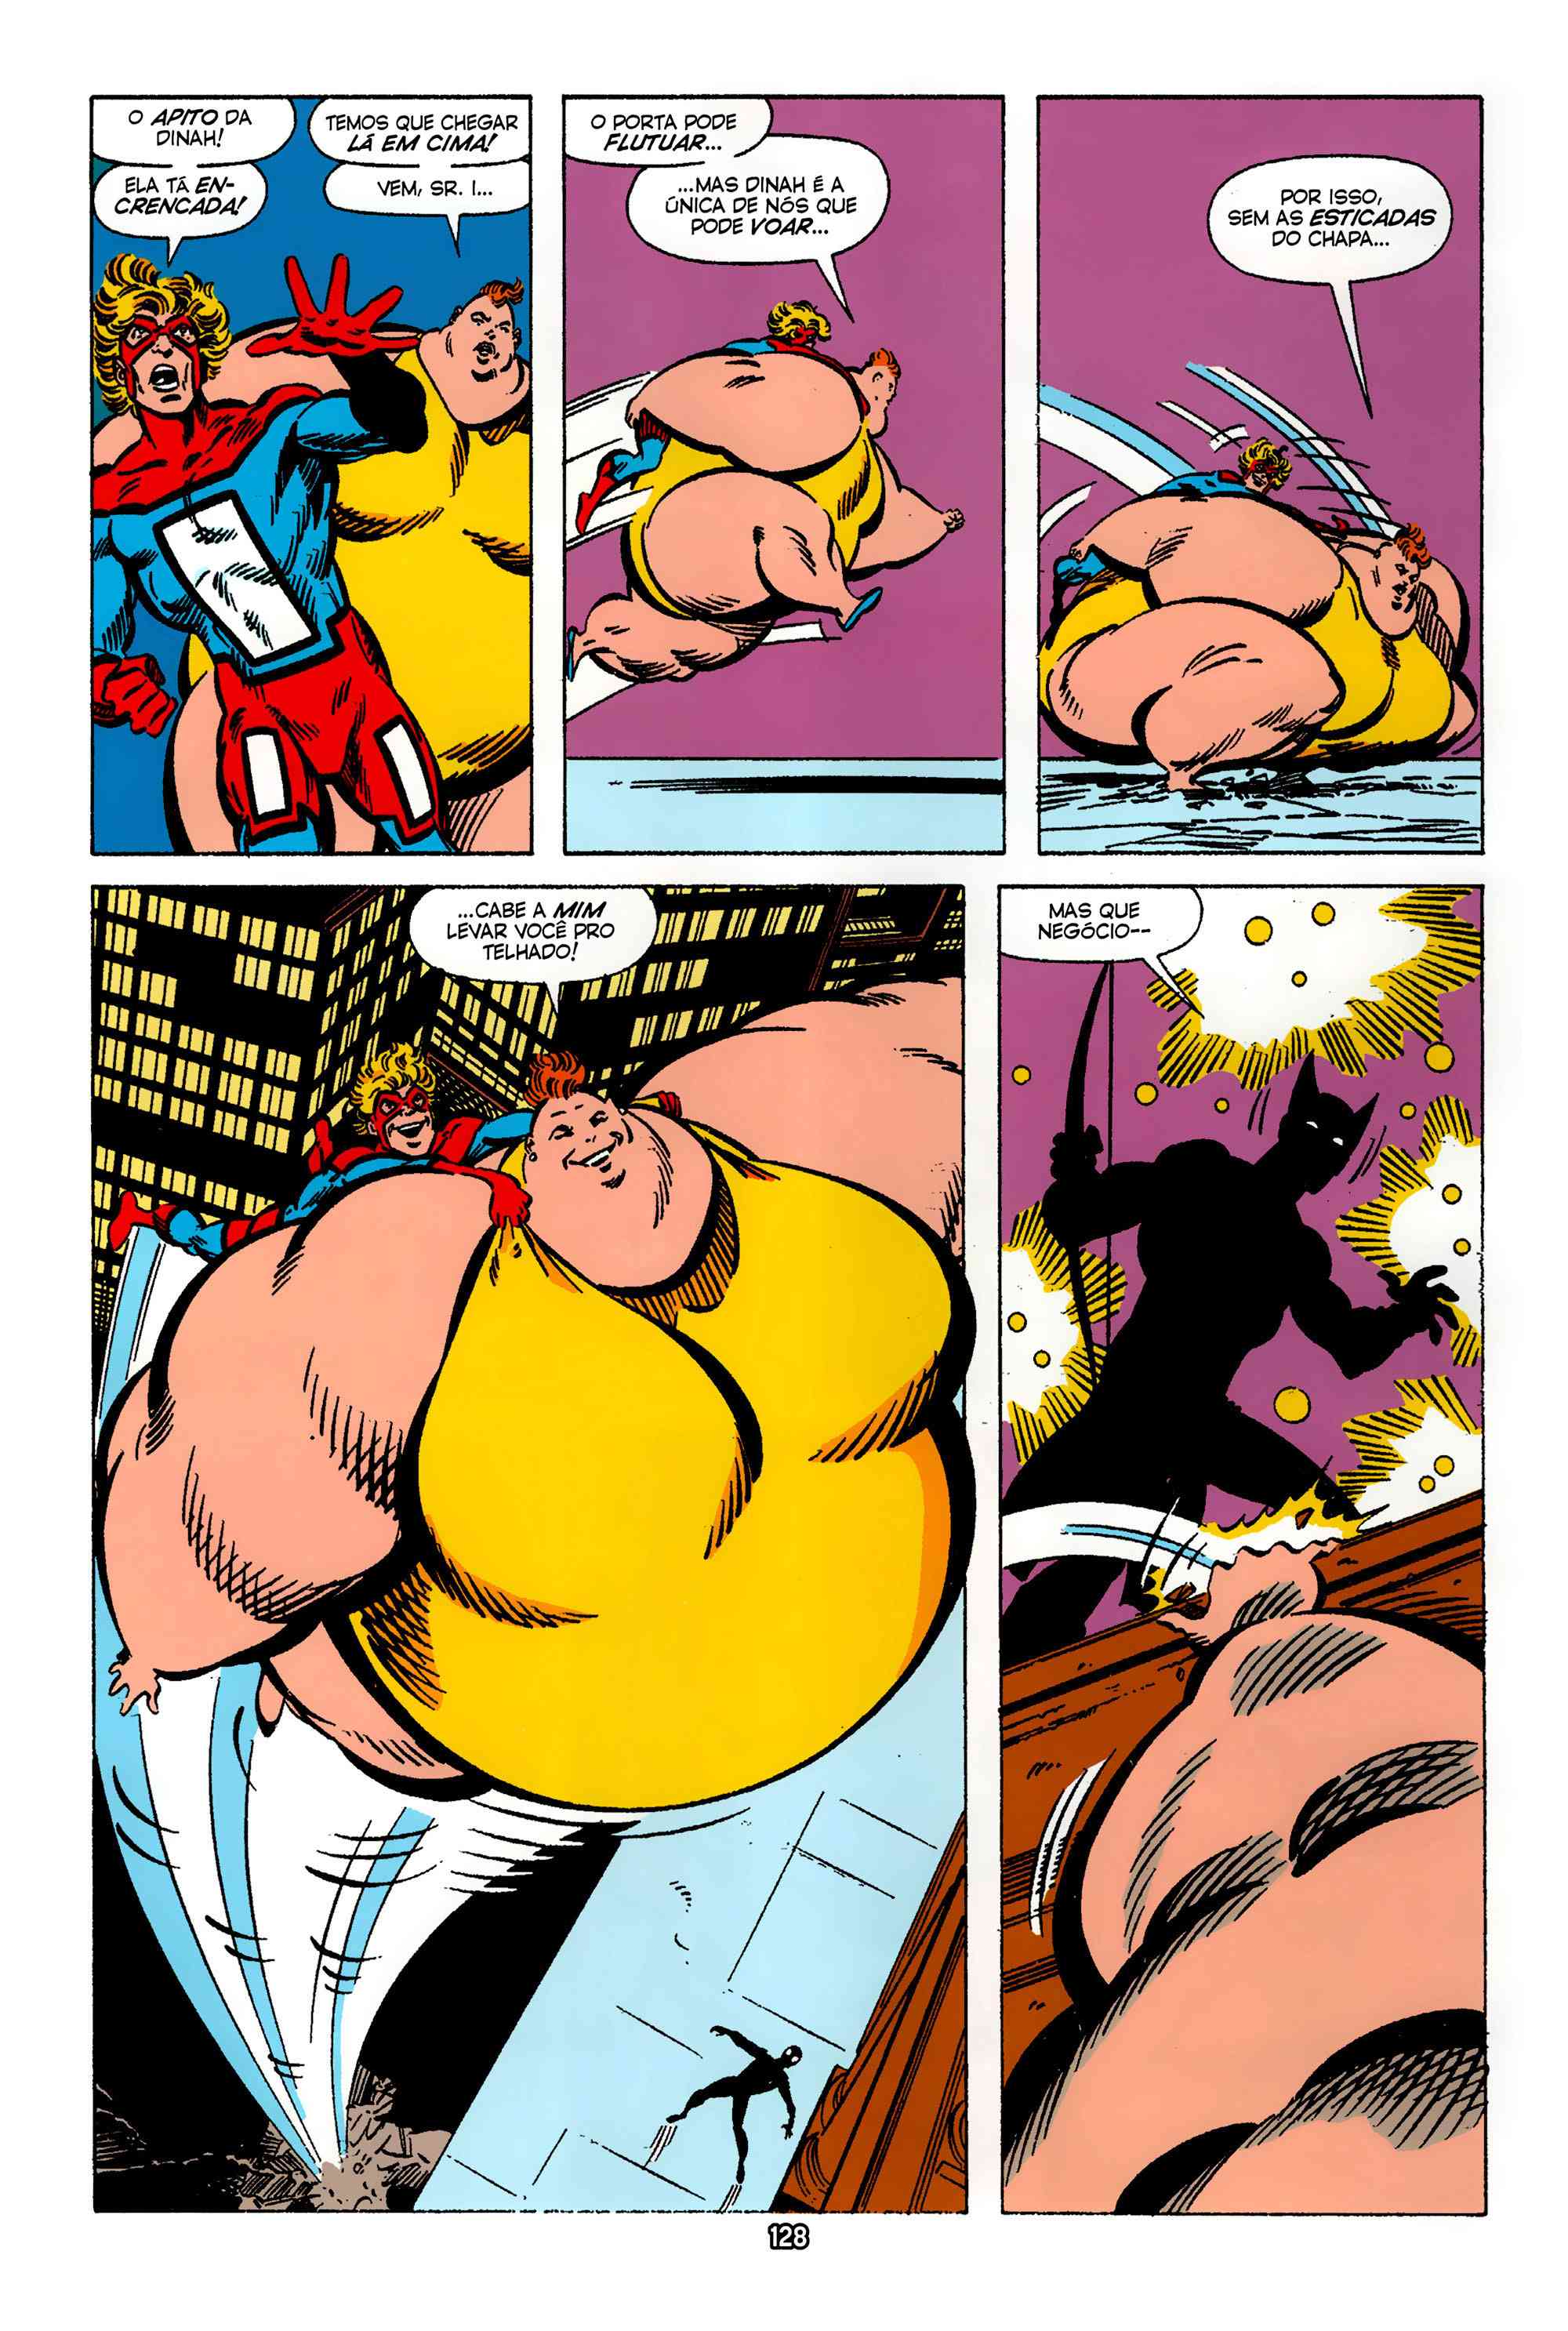 O APITO DA
DINAH!
ELA TÁ EN-
CRENCADA!
TEMOS QUE CHEGAR
LÁ EM CIMA!
VEM, SR. I...
O PORTA PODE
FLUTUAR...
...MAS DINAH É A
ÚNICA DE NÓS QUE
PODE VOAR...
POR ISSO,
SEM AS ESTICADAS
DO CHAPA...
...CABE A MIM
LEVAR VOCÊ PRO
TELHADO!
MAS QUE
NEGÓCIO--
128